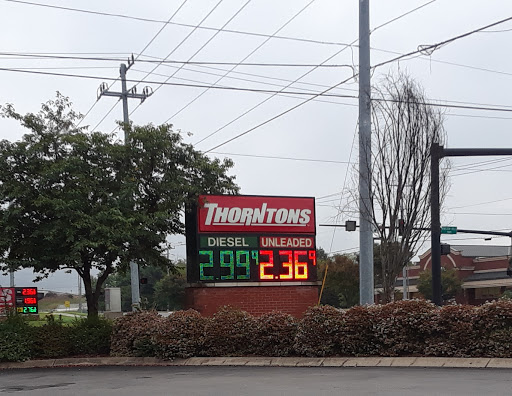 THORNTONS
DIESEL UNLEADED
2.99⁹ 2.36⁹